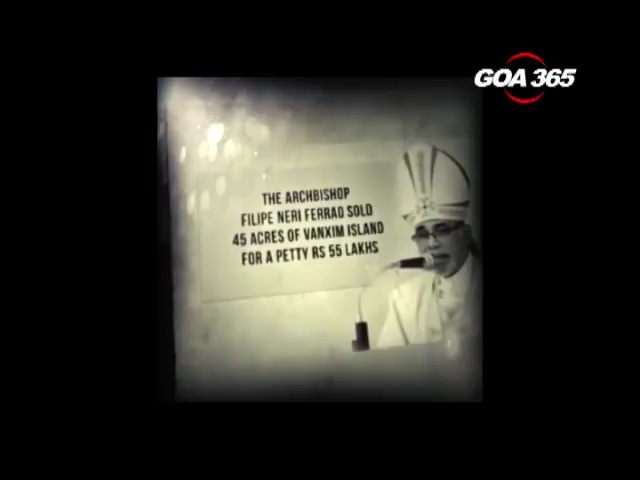 GOA 365
THE ARCHBISHOP
FILIPE NERI FERRAO SOLD
45 ACRES OF VANXIM ISLAND
FOR A PETTY RS 55 LAKHS